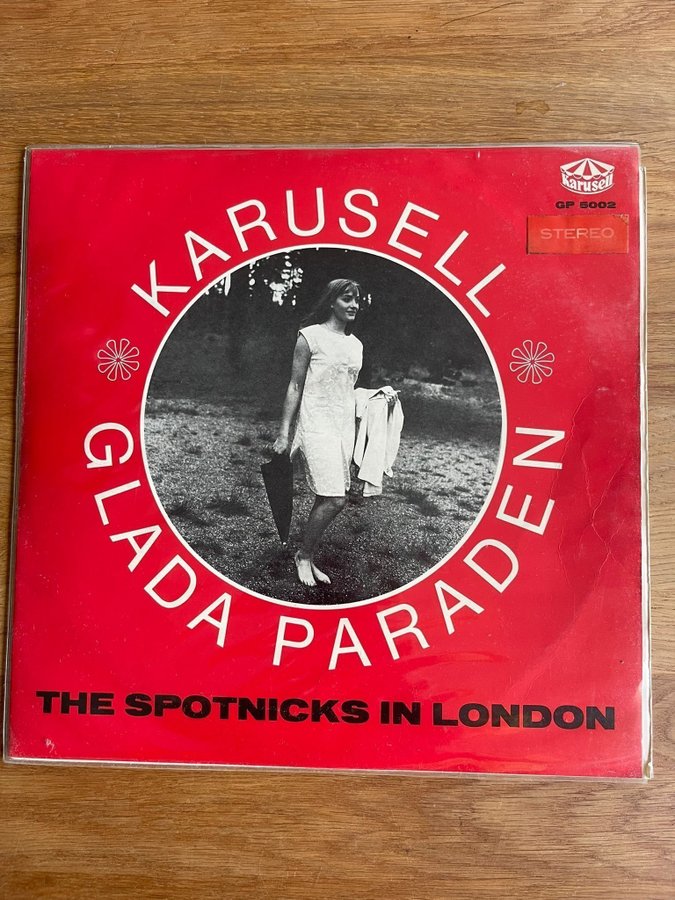 Karusell
GP 5002
STEREO
KARUSELL
GLADA PARADEN
THE SPOTNICKS IN LONDON